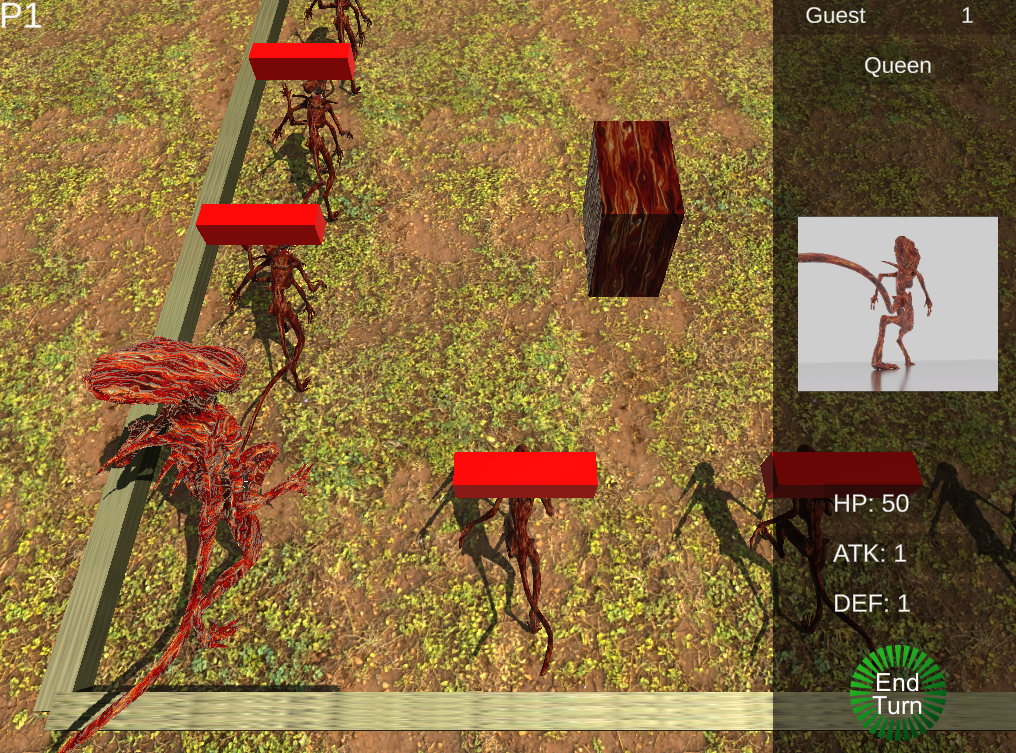 P1
Guest 1
Queen
HP: 50
ATK: 1
DEF: 1
End
Turn